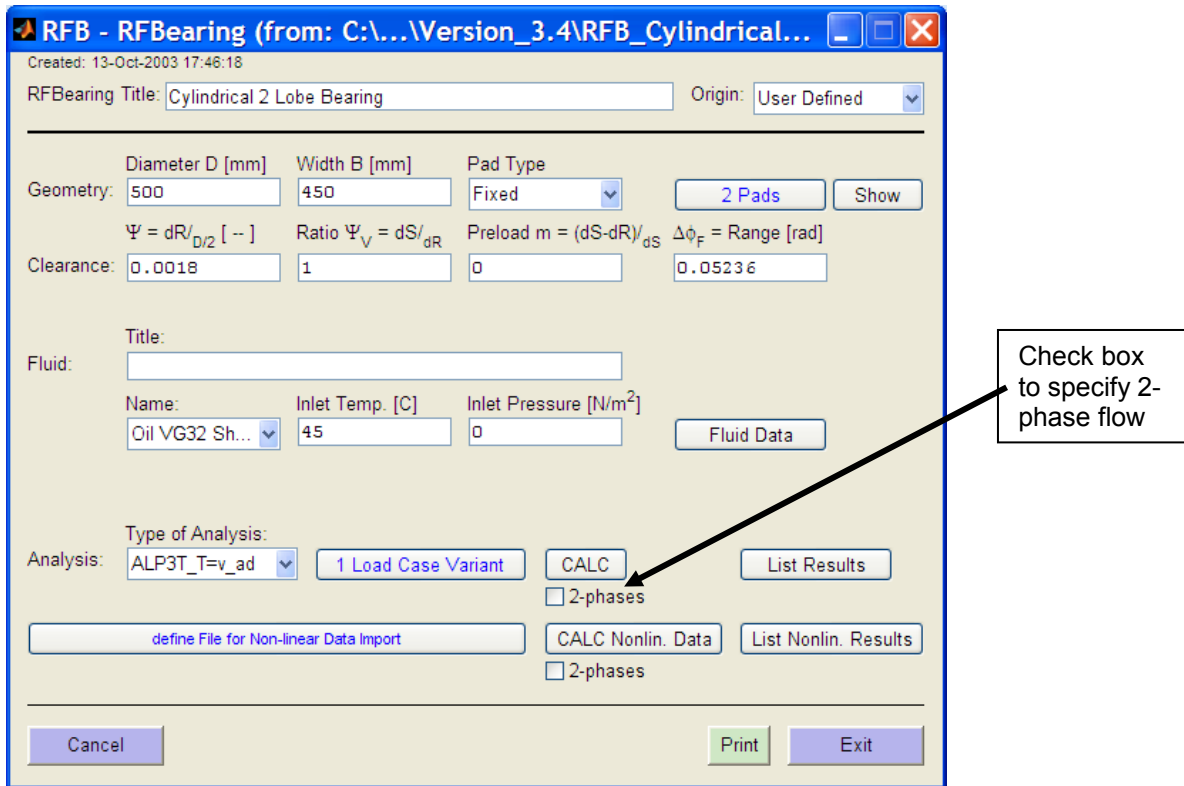 RFB - RFBearing (from: C:\...\Version_3.4\RFB_Cylindrical...
Created: 13-Oct-2003 17:46:18
RFBearing Title: Cylindrical 2 Lobe Bearing Origin: User Defined
Diameter D [mm] Width B [mm] Pad Type
Geometry: 500 450 Fixed 2 Pads Show
Ψ = dR/D/2 [ -- ] Ratio ΨV = dS/dR Preload m = (dS-dR)/dS ΔϕF = Range [rad]
Clearance: 0.0018 1 0 0.05236
Title:
Fluid:
Name: Inlet Temp. [C] Inlet Pressure [N/m2]
Oil VG32 Sh... 45 0 Fluid Data
Type of Analysis:
Analysis: ALP3T_T=v_ad 1 Load Case Variant CALC List Results
2-phases
define File for Non-linear Data Import CALC Nonlin. Data List Nonlin. Results
2-phases
Cancel Print Exit
Check box
to specify 2-
phase flow